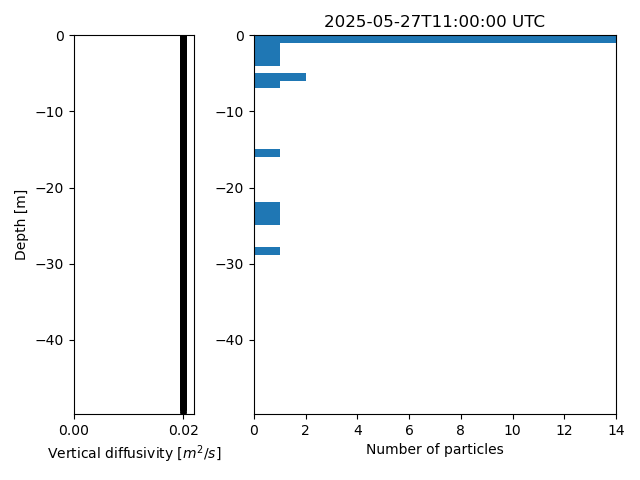 2025-05-27T11:00:00 UTC
0
−10
−20
−30
−40
Depth [m]
0.00 0.02
Vertical diffusivity [m²/s]
0
−10
−20
−30
−40
0 2 4 6 8 10 12 14
Number of particles